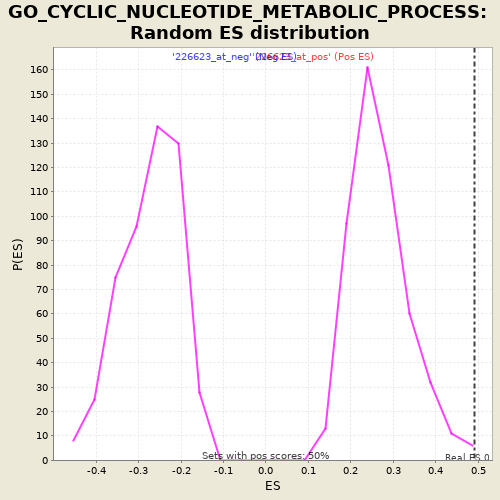 GO_CYCLIC_NUCLEOTIDE_METABOLIC_PROCESS:
Random ES distribution
'226623_at_neg' (Neg ES) '226623_at_pos' (Pos ES)
P(ES)
160
150
140
130
120
110
100
90
80
70
60
50
40
30
20
10
0
Sets with pos scores: 50%
Real ES 0
-0.4 -0.3 -0.2 -0.1 0.0 0.1 0.2 0.3 0.4 0.5
ES